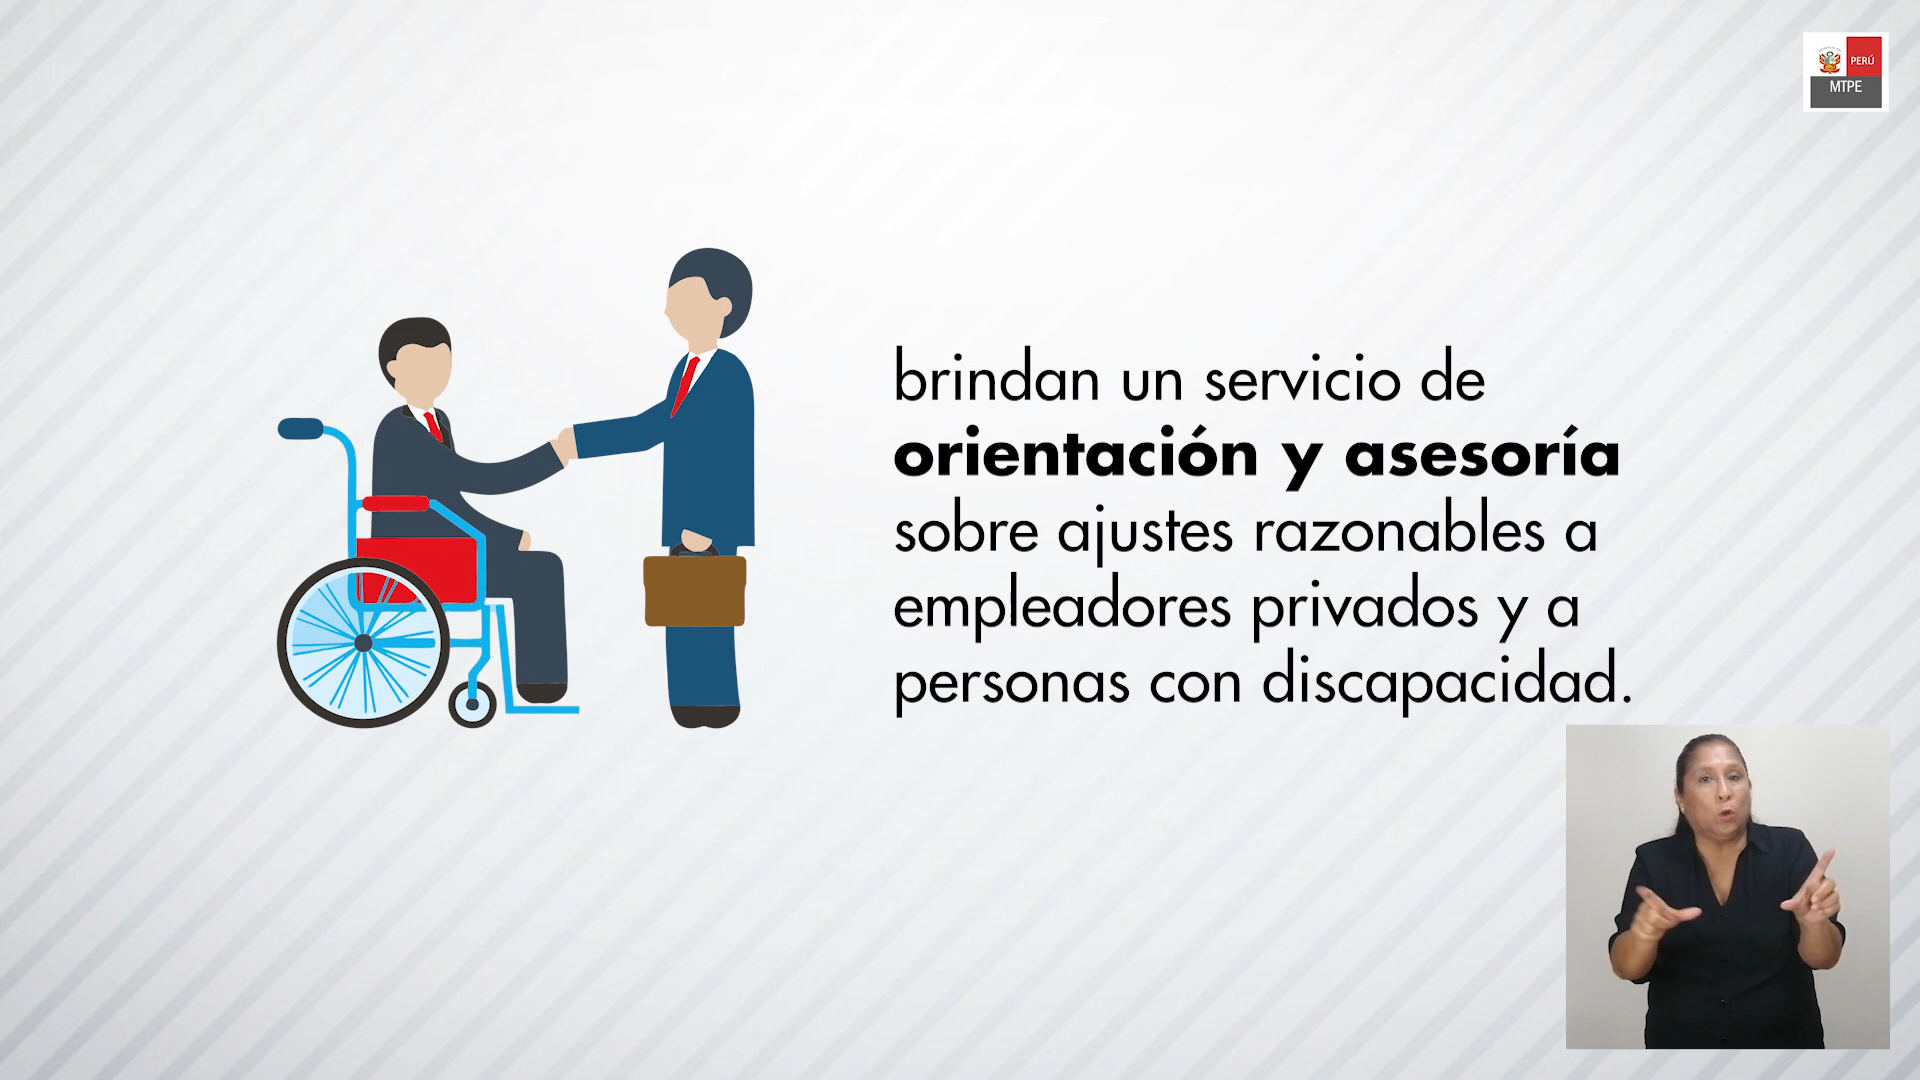 PERÚ
MTPE
brindan un servicio de
orientación y asesoría
sobre ajustes razonables a
empleadores privados y a
personas con discapacidad.